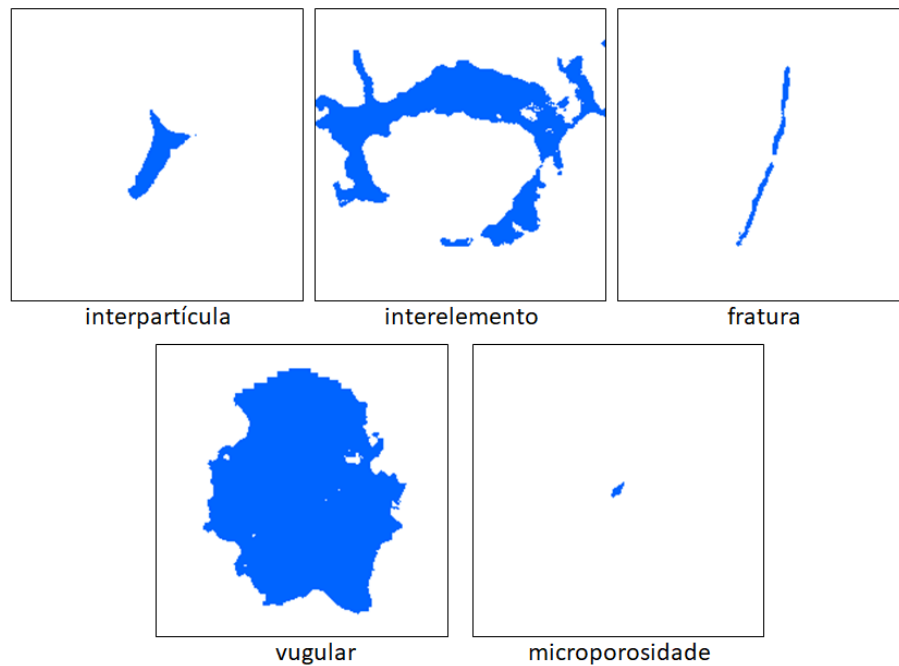 interpartícula
interelemento
fratura
vugular
microporosidade